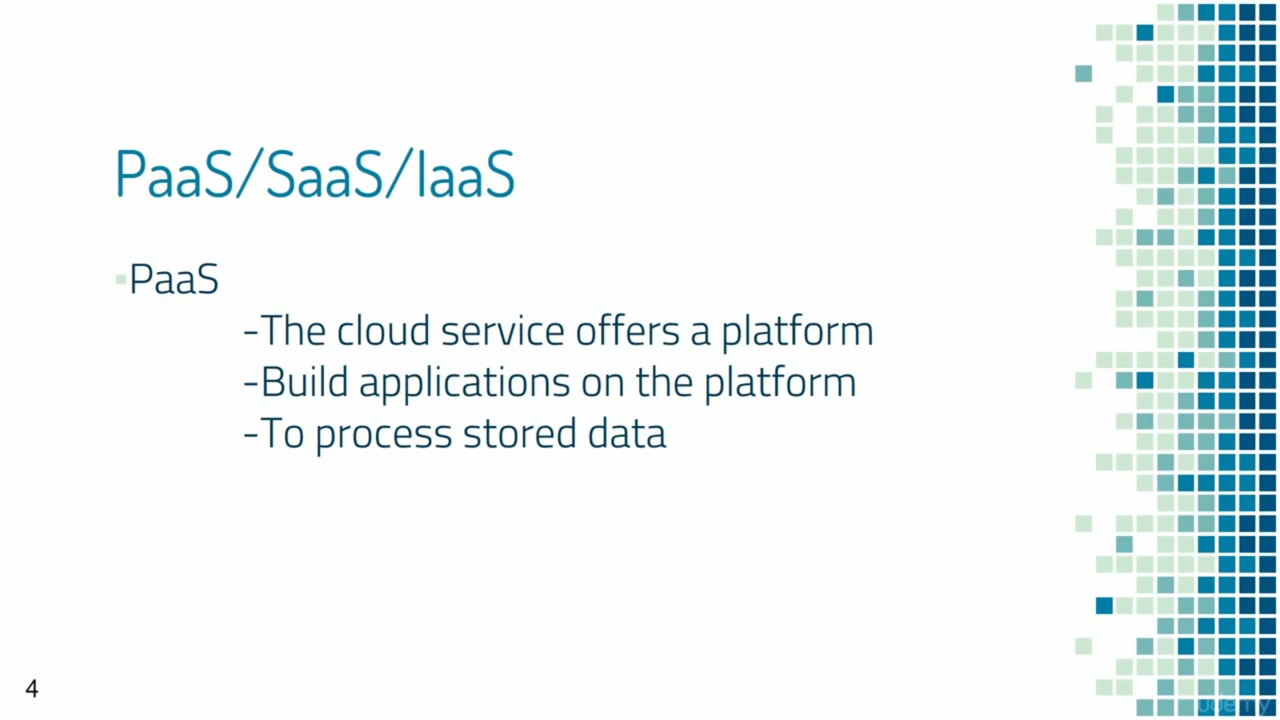 PaaS/SaaS/IaaS
PaaS
-The cloud service offers a platform
-Build applications on the platform
-To process stored data
4
udemy